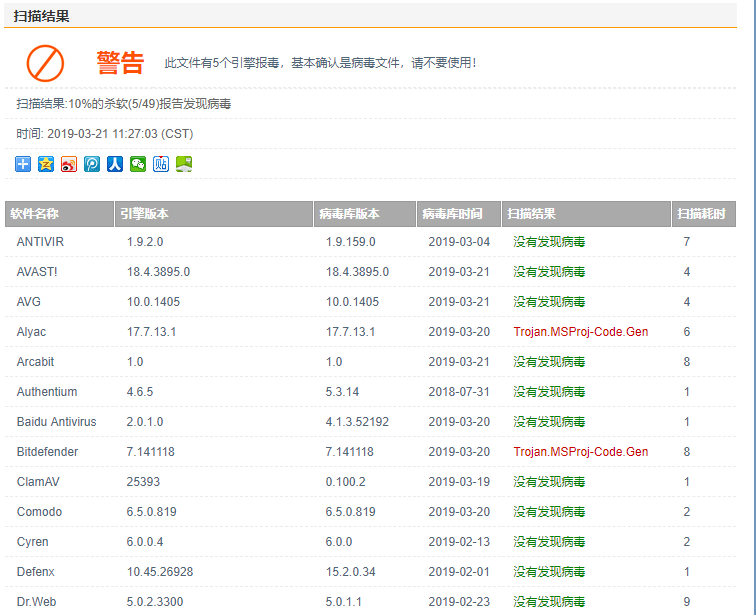 扫描结果
警告 此文件有5个引擎报毒，基本确认是病毒文件，请不要使用！
扫描结果:10%的杀软(5/49)报告发现病毒
时间: 2019-03-21 11:27:03 (CST)
软件名称 引擎版本 病毒库版本 病毒库时间 扫描结果 扫描耗时
ANTIVIR 1.9.2.0 1.9.159.0 2019-03-04 没有发现病毒 7
AVAST! 18.4.3895.0 18.4.3895.0 2019-03-21 没有发现病毒 4
AVG 10.0.1405 10.0.1405 2019-03-21 没有发现病毒 4
Alyac 17.7.13.1 17.7.13.1 2019-03-20 Trojan.MSProj-Code.Gen 6
Arcabit 1.0 1.0 2019-03-21 没有发现病毒 8
Authentium 4.6.5 5.3.14 2018-07-31 没有发现病毒 1
Baidu Antivirus 2.0.1.0 4.1.3.52192 2019-03-20 没有发现病毒 1
Bitdefender 7.141118 7.141118 2019-03-20 Trojan.MSProj-Code.Gen 8
ClamAV 25393 0.100.2 2019-03-19 没有发现病毒 1
Comodo 6.5.0.819 6.5.0.819 2019-03-20 没有发现病毒 2
Cyren 6.0.0.4 6.0.0 2019-02-13 没有发现病毒 2
Defenx 10.45.26928 15.2.0.34 2019-02-01 没有发现病毒 1
Dr.Web 5.0.2.3300 5.0.1.1 2019-02-23 没有发现病毒 9